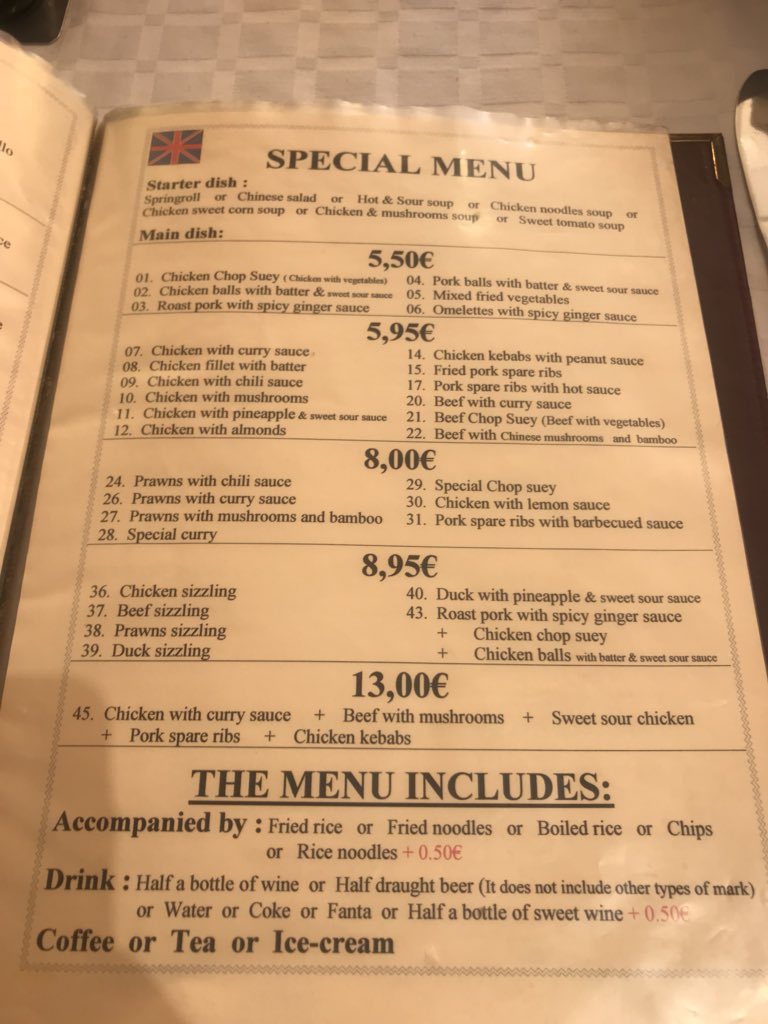 llo
ce
e
SPECIAL MENU
Starter dish :
Springroll or Chinese salad or Hot & Sour soup or Chicken noodles soup or
Chicken sweet corn soup or Chicken & mushrooms soup or Sweet tomato soup
Main dish:
5,50€
01. Chicken Chop Suey ( Chicken with vegetables)
02. Chicken balls with batter & sweet sour sauce
03. Roast pork with spicy ginger sauce
04. Pork balls with batter & sweet sour sauce
05. Mixed fried vegetables
06. Omelettes with spicy ginger sauce
5,95€
07. Chicken with curry sauce
08. Chicken fillet with batter
09. Chicken with chili sauce
10. Chicken with mushrooms
11. Chicken with pineapple & sweet sour sauce
12. Chicken with almonds
14. Chicken kebabs with peanut sauce
15. Fried pork spare ribs
17. Pork spare ribs with hot sauce
20. Beef with curry sauce
21. Beef Chop Suey (Beef with vegetables)
22. Beef with Chinese mushrooms and bamboo
8,00€
24. Prawns with chili sauce
26. Prawns with curry sauce
27. Prawns with mushrooms and bamboo
28. Special curry
29. Special Chop suey
30. Chicken with lemon sauce
31. Pork spare ribs with barbecued sauce
8,95€
36. Chicken sizzling
37. Beef sizzling
38. Prawns sizzling
39. Duck sizzling
40. Duck with pineapple & sweet sour sauce
43. Roast pork with spicy ginger sauce
+ Chicken chop suey
+ Chicken balls with batter & sweet sour sauce
13,00€
45. Chicken with curry sauce + Beef with mushrooms + Sweet sour chicken
+ Pork spare ribs + Chicken kebabs
THE MENU INCLUDES:
Accompanied by : Fried rice or Fried noodles or Boiled rice or Chips
or Rice noodles + 0.50€
Drink : Half a bottle of wine or Half draught beer (It does not include other types of mark)
or Water or Coke or Fanta or Half a bottle of sweet wine + 0.50€
Coffee or Tea or Ice-cream